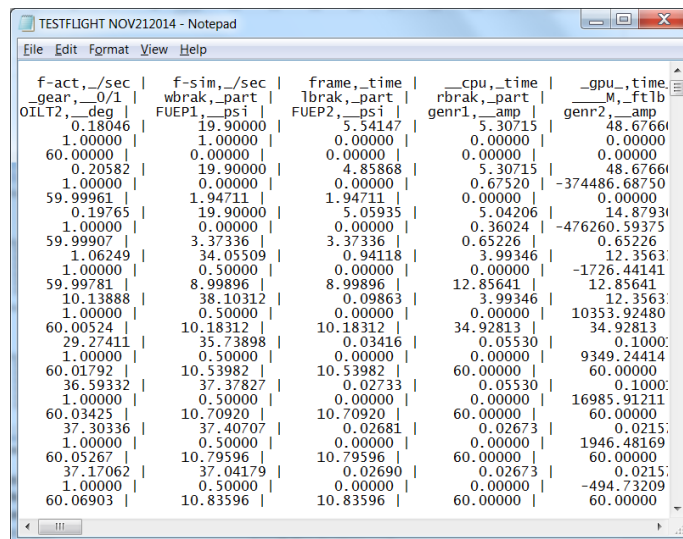 TESTFLIGHT NOV212014 - Notepad
File Edit Format View Help
f-act,_/sec | f-sim,_/sec | frame,_time | __cpu,_time | _gpu_,time_
_gear,__0/1 | wbrak,_part | lbrak,_part | rbrak,_part | ____M,_ftlb
OILT2,__deg | FUEP1,__psi | FUEP2,__psi | genr1,__amp | genr2,__amp
0.18046 | 19.90000 | 5.54147 | 5.30715 | 48.6766
1.00000 | 1.00000 | 0.00000 | 0.00000 | 0.00000
60.00000 | 0.00000 | 0.00000 | 0.00000 | 0.00000
0.20582 | 19.90000 | 4.85868 | 5.30715 | 48.6766
1.00000 | 0.00000 | 0.00000 | 0.67520 | -374486.68750
59.99961 | 1.94711 | 1.94711 | 0.00000 | 0.00000
0.19765 | 19.90000 | 5.05935 | 5.04206 | 14.8793
1.00000 | 0.00000 | 0.00000 | 0.36024 | -476260.59375
59.99907 | 3.37336 | 3.37336 | 0.65226 | 0.65226
1.06249 | 34.05509 | 0.94118 | 3.99346 | 12.3563
1.00000 | 0.50000 | 0.00000 | 0.00000 | -1726.44141
59.99781 | 8.99896 | 8.99896 | 12.85641 | 12.85641
10.13888 | 38.10312 | 0.09863 | 3.99346 | 12.3563
1.00000 | 0.50000 | 0.00000 | 0.00000 | 10353.92480
60.00524 | 10.18312 | 10.18312 | 34.92813 | 34.92813
29.27411 | 35.73898 | 0.03416 | 0.05530 | 0.1000
1.00000 | 0.50000 | 0.00000 | 0.00000 | 9349.24414
60.01792 | 10.53982 | 10.53982 | 60.00000 | 60.00000
36.59332 | 37.37827 | 0.02733 | 0.05530 | 0.1000
1.00000 | 0.50000 | 0.00000 | 0.00000 | 16985.91211
60.03425 | 10.70920 | 10.70920 | 60.00000 | 60.00000
37.30336 | 37.40707 | 0.02681 | 0.02673 | 0.0215
1.00000 | 0.50000 | 0.00000 | 0.00000 | 1946.48169
60.05267 | 10.79596 | 10.79596 | 60.00000 | 60.00000
37.17062 | 37.04179 | 0.02690 | 0.02673 | 0.0215
1.00000 | 0.50000 | 0.00000 | 0.00000 | -494.73209
60.06903 | 10.83596 | 10.83596 | 60.00000 | 60.00000